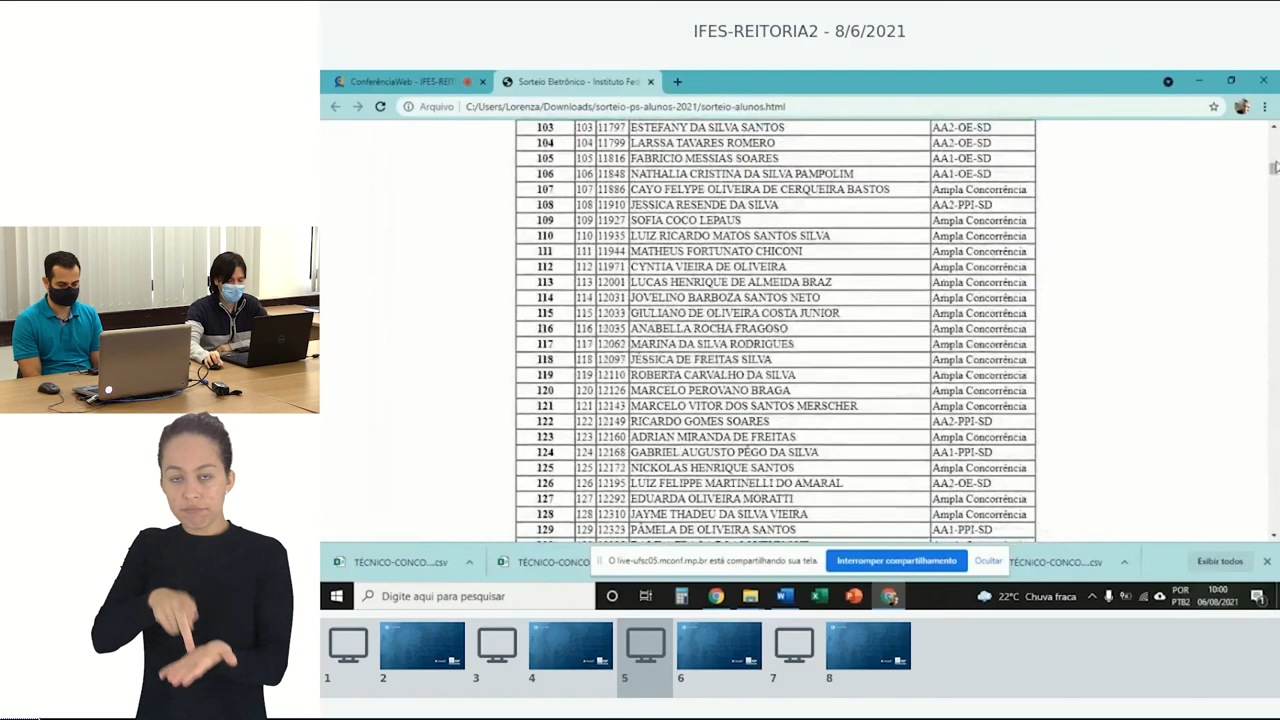 IFES-REITORIA2 - 8/6/2021
ConferênciaWeb - IFES-REIT
Sorteio Eletrônico - Instituto Fed
Arquivo | C:/Users/Lorenza/Downloads/sorteio-ps-alunos-2021/sorteio-alunos.html
103 103 11797 ESTEFANY DA SILVA SANTOS AA2-OE-SD
104 104 11799 LARSSA TAVARES ROMERO AA2-OE-SD
105 105 11816 FABRICIO MESSIAS SOARES AA1-OE-SD
106 106 11848 NATHALIA CRISTINA DA SILVA PAMPOLIM AA1-OE-SD
107 107 11886 CAYO FELYPE OLIVEIRA DE CERQUEIRA BASTOS Ampla Concorrência
108 108 11910 JESSICA RESENDE DA SILVA AA2-PPI-SD
109 109 11927 SOFIA COCO LEPAUS Ampla Concorrência
110 110 11935 LUIZ RICARDO MATOS SANTOS SILVA Ampla Concorrência
111 111 11944 MATHEUS FORTUNATO CHICONI Ampla Concorrência
112 112 11971 CYNTIA VIEIRA DE OLIVEIRA Ampla Concorrência
113 113 12001 LUCAS HENRIQUE DE ALMEIDA BRAZ Ampla Concorrência
114 114 12031 JOVELINO BARBOZA SANTOS NETO Ampla Concorrência
115 115 12033 GIULIANO DE OLIVEIRA COSTA JUNIOR Ampla Concorrência
116 116 12035 ANABELLA ROCHA FRAGOSO Ampla Concorrência
117 117 12062 MARINA DA SILVA RODRIGUES Ampla Concorrência
118 118 12097 JÉSSICA DE FREITAS SILVA Ampla Concorrência
119 119 12110 ROBERTA CARVALHO DA SILVA Ampla Concorrência
120 120 12126 MARCELO PEROVANO BRAGA Ampla Concorrência
121 121 12143 MARCELO VITOR DOS SANTOS MERSCHER Ampla Concorrência
122 122 12149 RICARDO GOMES SOARES AA2-PPI-SD
123 123 12160 ADRIAN MIRANDA DE FREITAS Ampla Concorrência
124 124 12168 GABRIEL AUGUSTO PÊGO DA SILVA AA1-PPI-SD
125 125 12172 NICKOLAS HENRIQUE SANTOS Ampla Concorrência
126 126 12195 LUIZ FELIPPE MARTINELLI DO AMARAL AA2-OE-SD
127 127 12292 EDUARDA OLIVEIRA MORATTI Ampla Concorrência
128 128 12310 JAYME THADEU DA SILVA VIEIRA Ampla Concorrência
129 129 12323 PÂMELA DE OLIVEIRA SANTOS AA1-PPI-SD
TÉCNICO-CONCO....csv
TÉCNICO-CONCO
O live-ufsc05.mconf.rnp.br está compartilhando sua tela.
Interromper compartilhamento
Ocultar
TÉCNICO-CONCO....csv
Exibir todos
Digite aqui para pesquisar
22°C Chuva fraca
POR
PTB2
10:00
06/08/2021
1 2 3 4 5 6 7 8